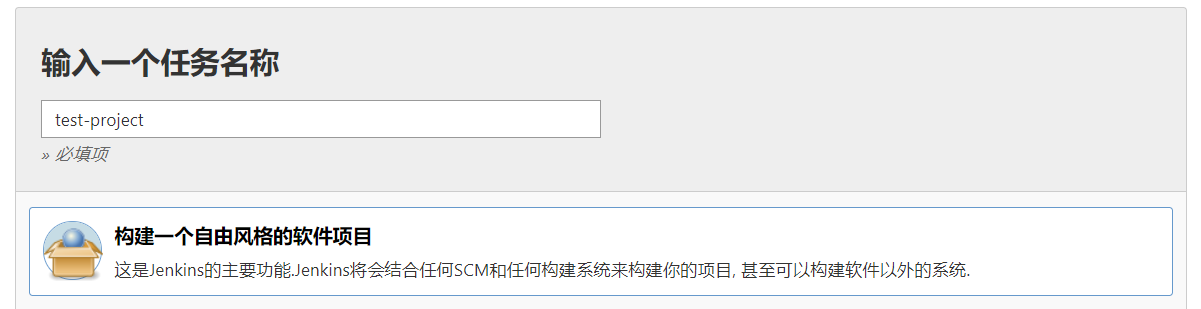 输入一个任务名称
test-project
» 必填项
构建一个自由风格的软件项目
这是Jenkins的主要功能.Jenkins将会结合任何SCM和任何构建系统来构建你的项目, 甚至可以构建软件以外的系统.